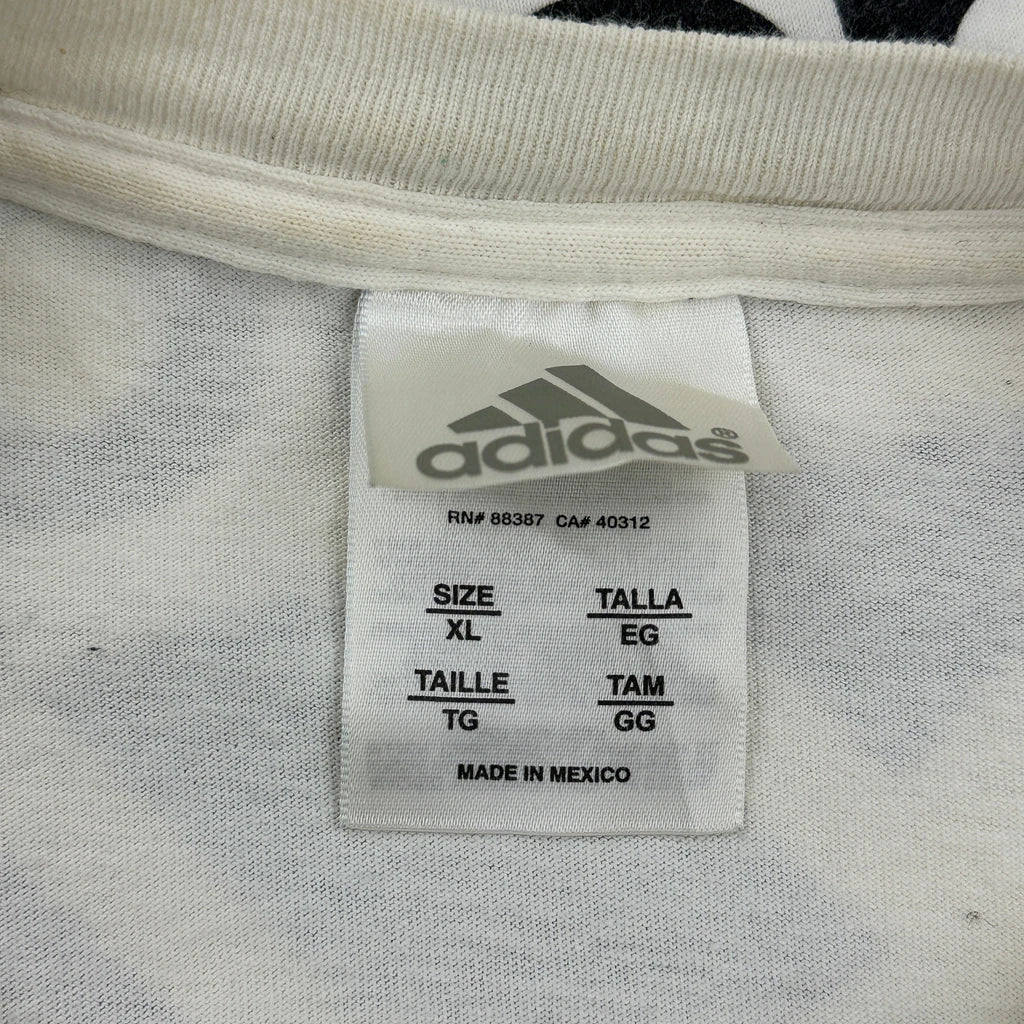 adidas®
RN# 88387 CA# 40312
SIZE TALLA
XL EG
TAILLE TAM
TG GG
MADE IN MEXICO